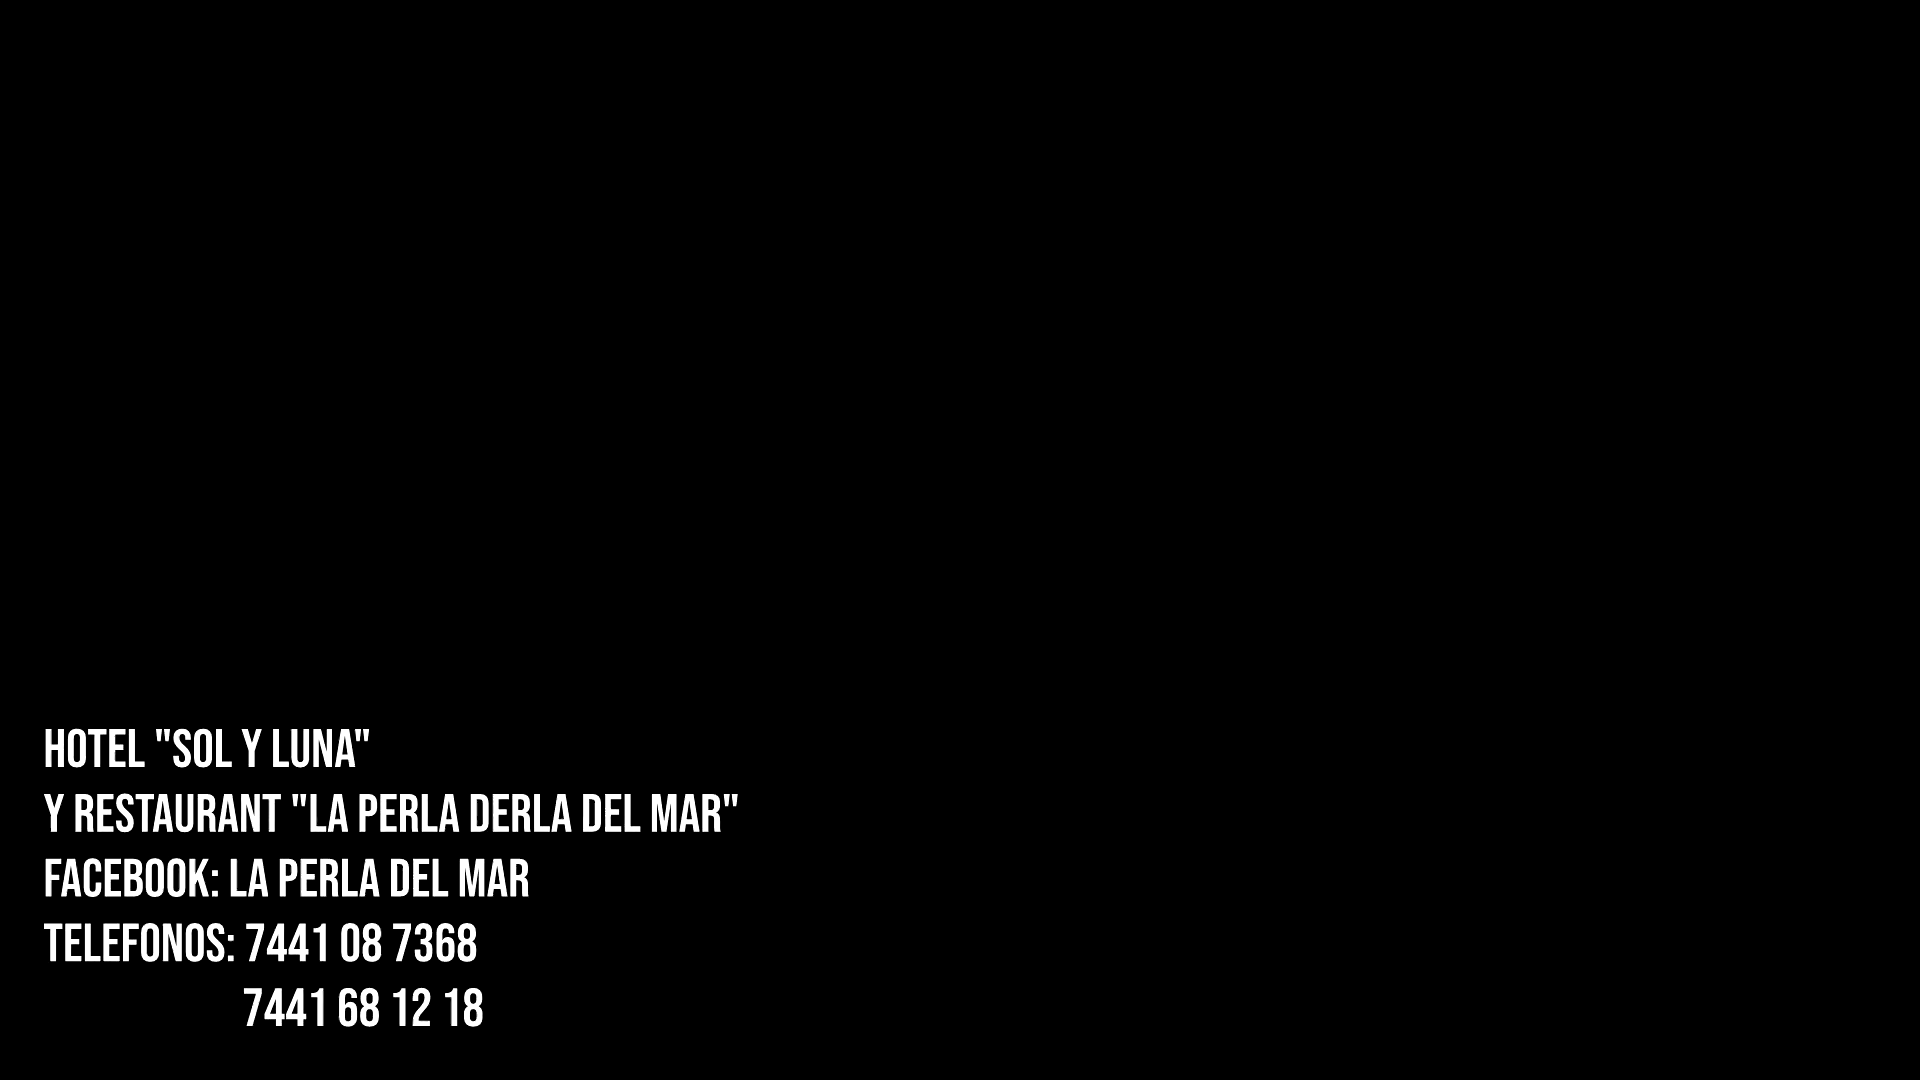 HOTEL "SOL Y LUNA"
Y RESTAURANT "LA PERLA DERLA DEL MAR"
FACEBOOK: LA PERLA DEL MAR
TELEFONOS: 7441 08 7368
7441 68 12 18